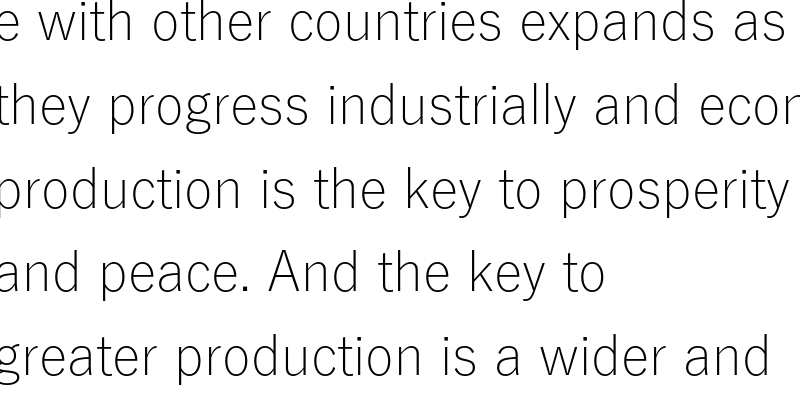 e with other countries expands as
they progress industrially and econ
production is the key to prosperity
and peace. And the key to
greater production is a wider and